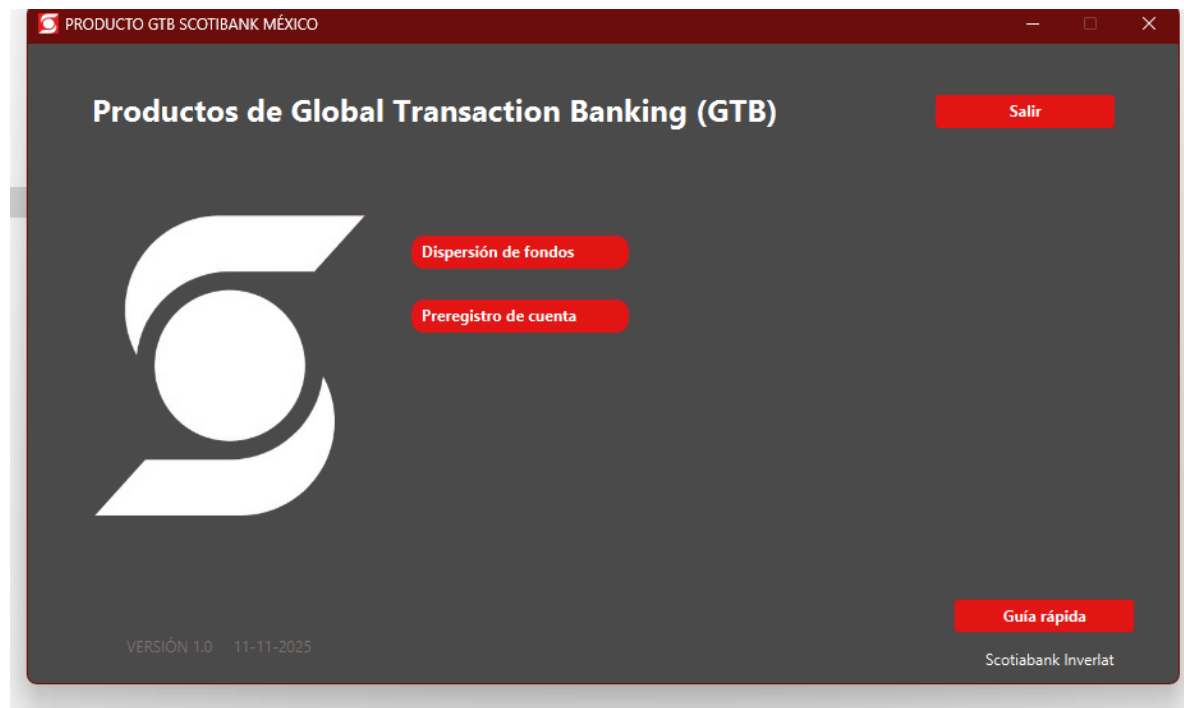 PRODUCTO GTB SCOTIBANK MÉXICO
Productos de Global Transaction Banking (GTB)
Salir
Dispersión de fondos
Preregistro de cuenta
Guía rápida
VERSIÓN 1.0 11-11-2025
Scotiabank Inverlat